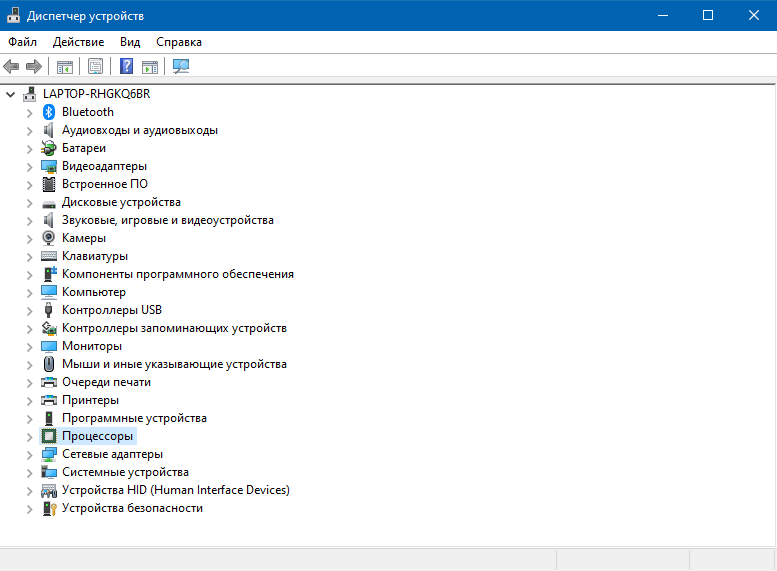 Диспетчер устройств
Файл Действие Вид Справка
LAPTOP-RHGKQ6BR
Bluetooth
Аудиовходы и аудиовыходы
Батареи
Видеоадаптеры
Встроенное ПО
Дисковые устройства
Звуковые, игровые и видеоустройства
Камеры
Клавиатуры
Компоненты программного обеспечения
Компьютер
Контроллеры USB
Контроллеры запоминающих устройств
Мониторы
Мыши и иные указывающие устройства
Очереди печати
Принтеры
Программные устройства
Процессоры
Сетевые адаптеры
Системные устройства
Устройства HID (Human Interface Devices)
Устройства безопасности